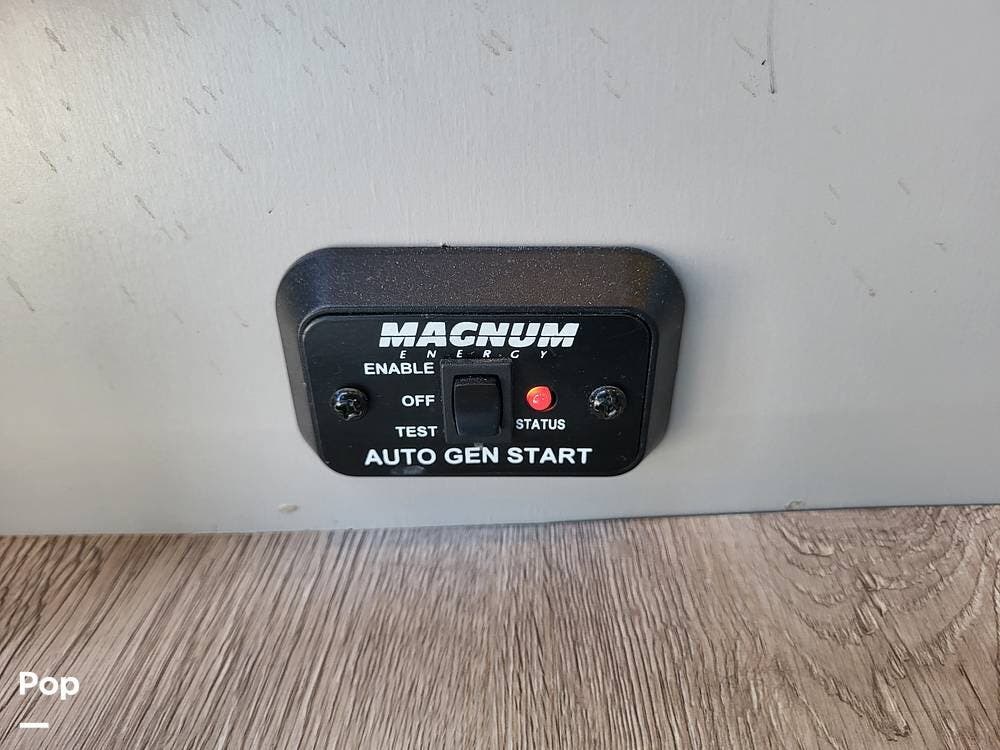 MAGNUM
ENERGY
ENABLE
OFF
TEST
STATUS
AUTO GEN START
Pop